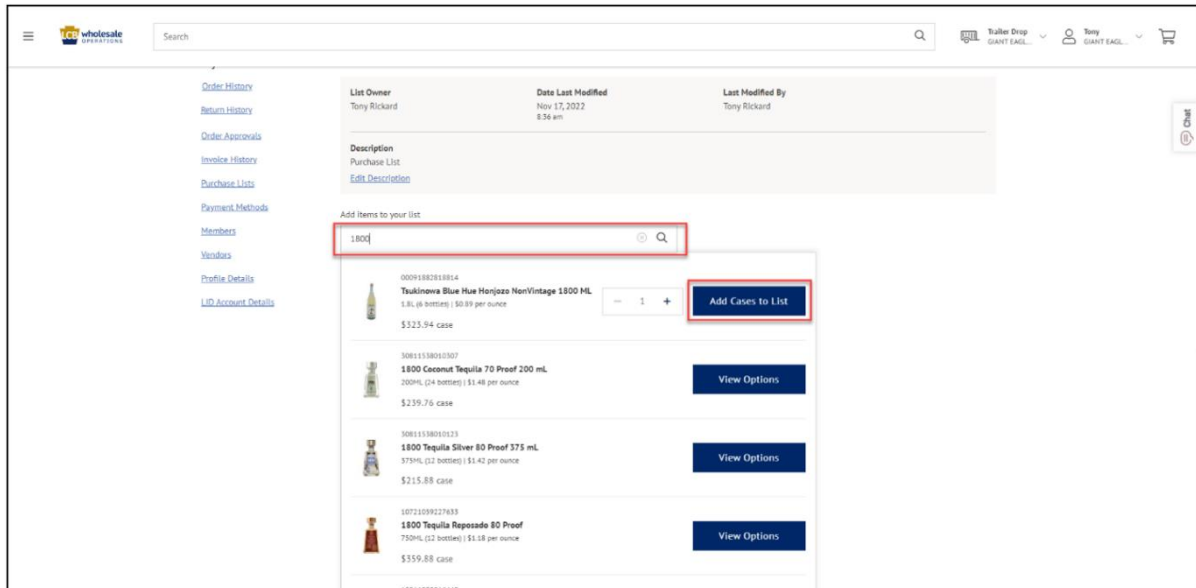 LCB wholesale
OPERATIONS
Search
Trailer Drop
GIANT EAGL...
Tony
GIANT EAGL...
Order History
Return History
Order Approvals
Invoice History
Purchase Lists
Payment Methods
Members
Vendors
Profile Details
LID Account Details
List Owner
Tony Rickard
Date Last Modified
Nov 17, 2022
8:36 am
Last Modified By
Tony Rickard
Description
Purchase List
Edit Description
Chat
Add items to your list
1800
00091882818814
Tsukinowa Blue Hue Honjozo NonVintage 1800 ML
1.8L (6 bottles) | $0.89 per ounce
$323.94 case
1
Add Cases to List
30811538010307
1800 Coconut Tequila 70 Proof 200 mL
200ML (24 bottles) | $1.48 per ounce
$239.76 case
View Options
30811538010123
1800 Tequila Silver 80 Proof 375 mL
375ML (12 bottles) | $1.42 per ounce
$215.88 case
View Options
10721059227633
1800 Tequila Reposado 80 Proof
750ML (12 bottles) | $1.18 per ounce
$359.88 case
View Options